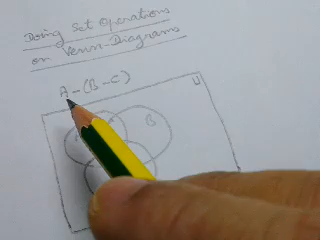 Doing Set Operations
on Venn-Diagrams
A-(B-C)
U
B